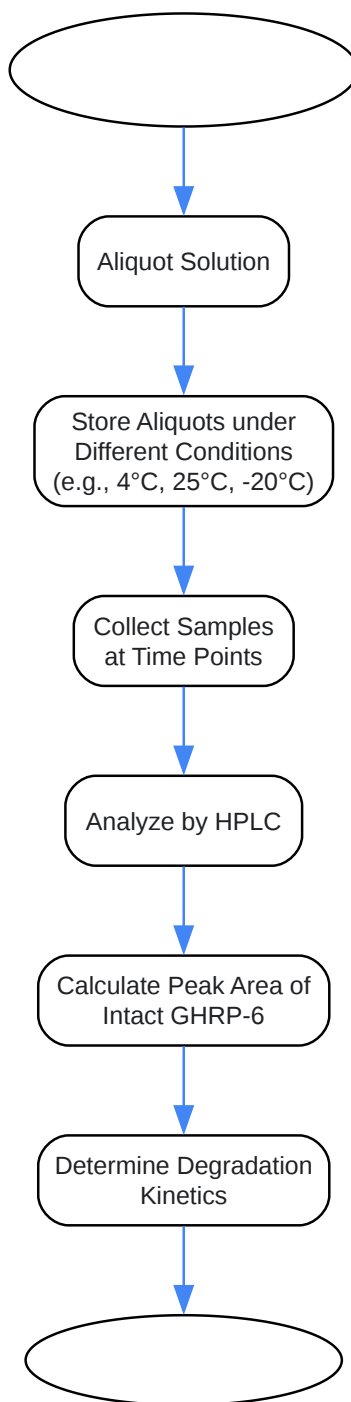 Aliquot Solution
Store Aliquots under
Different Conditions
(e.g., 4°C, 25°C, -20°C)
Collect Samples
at Time Points
Analyze by HPLC
Calculate Peak Area of
Intact GHRP-6
Determine Degradation
Kinetics